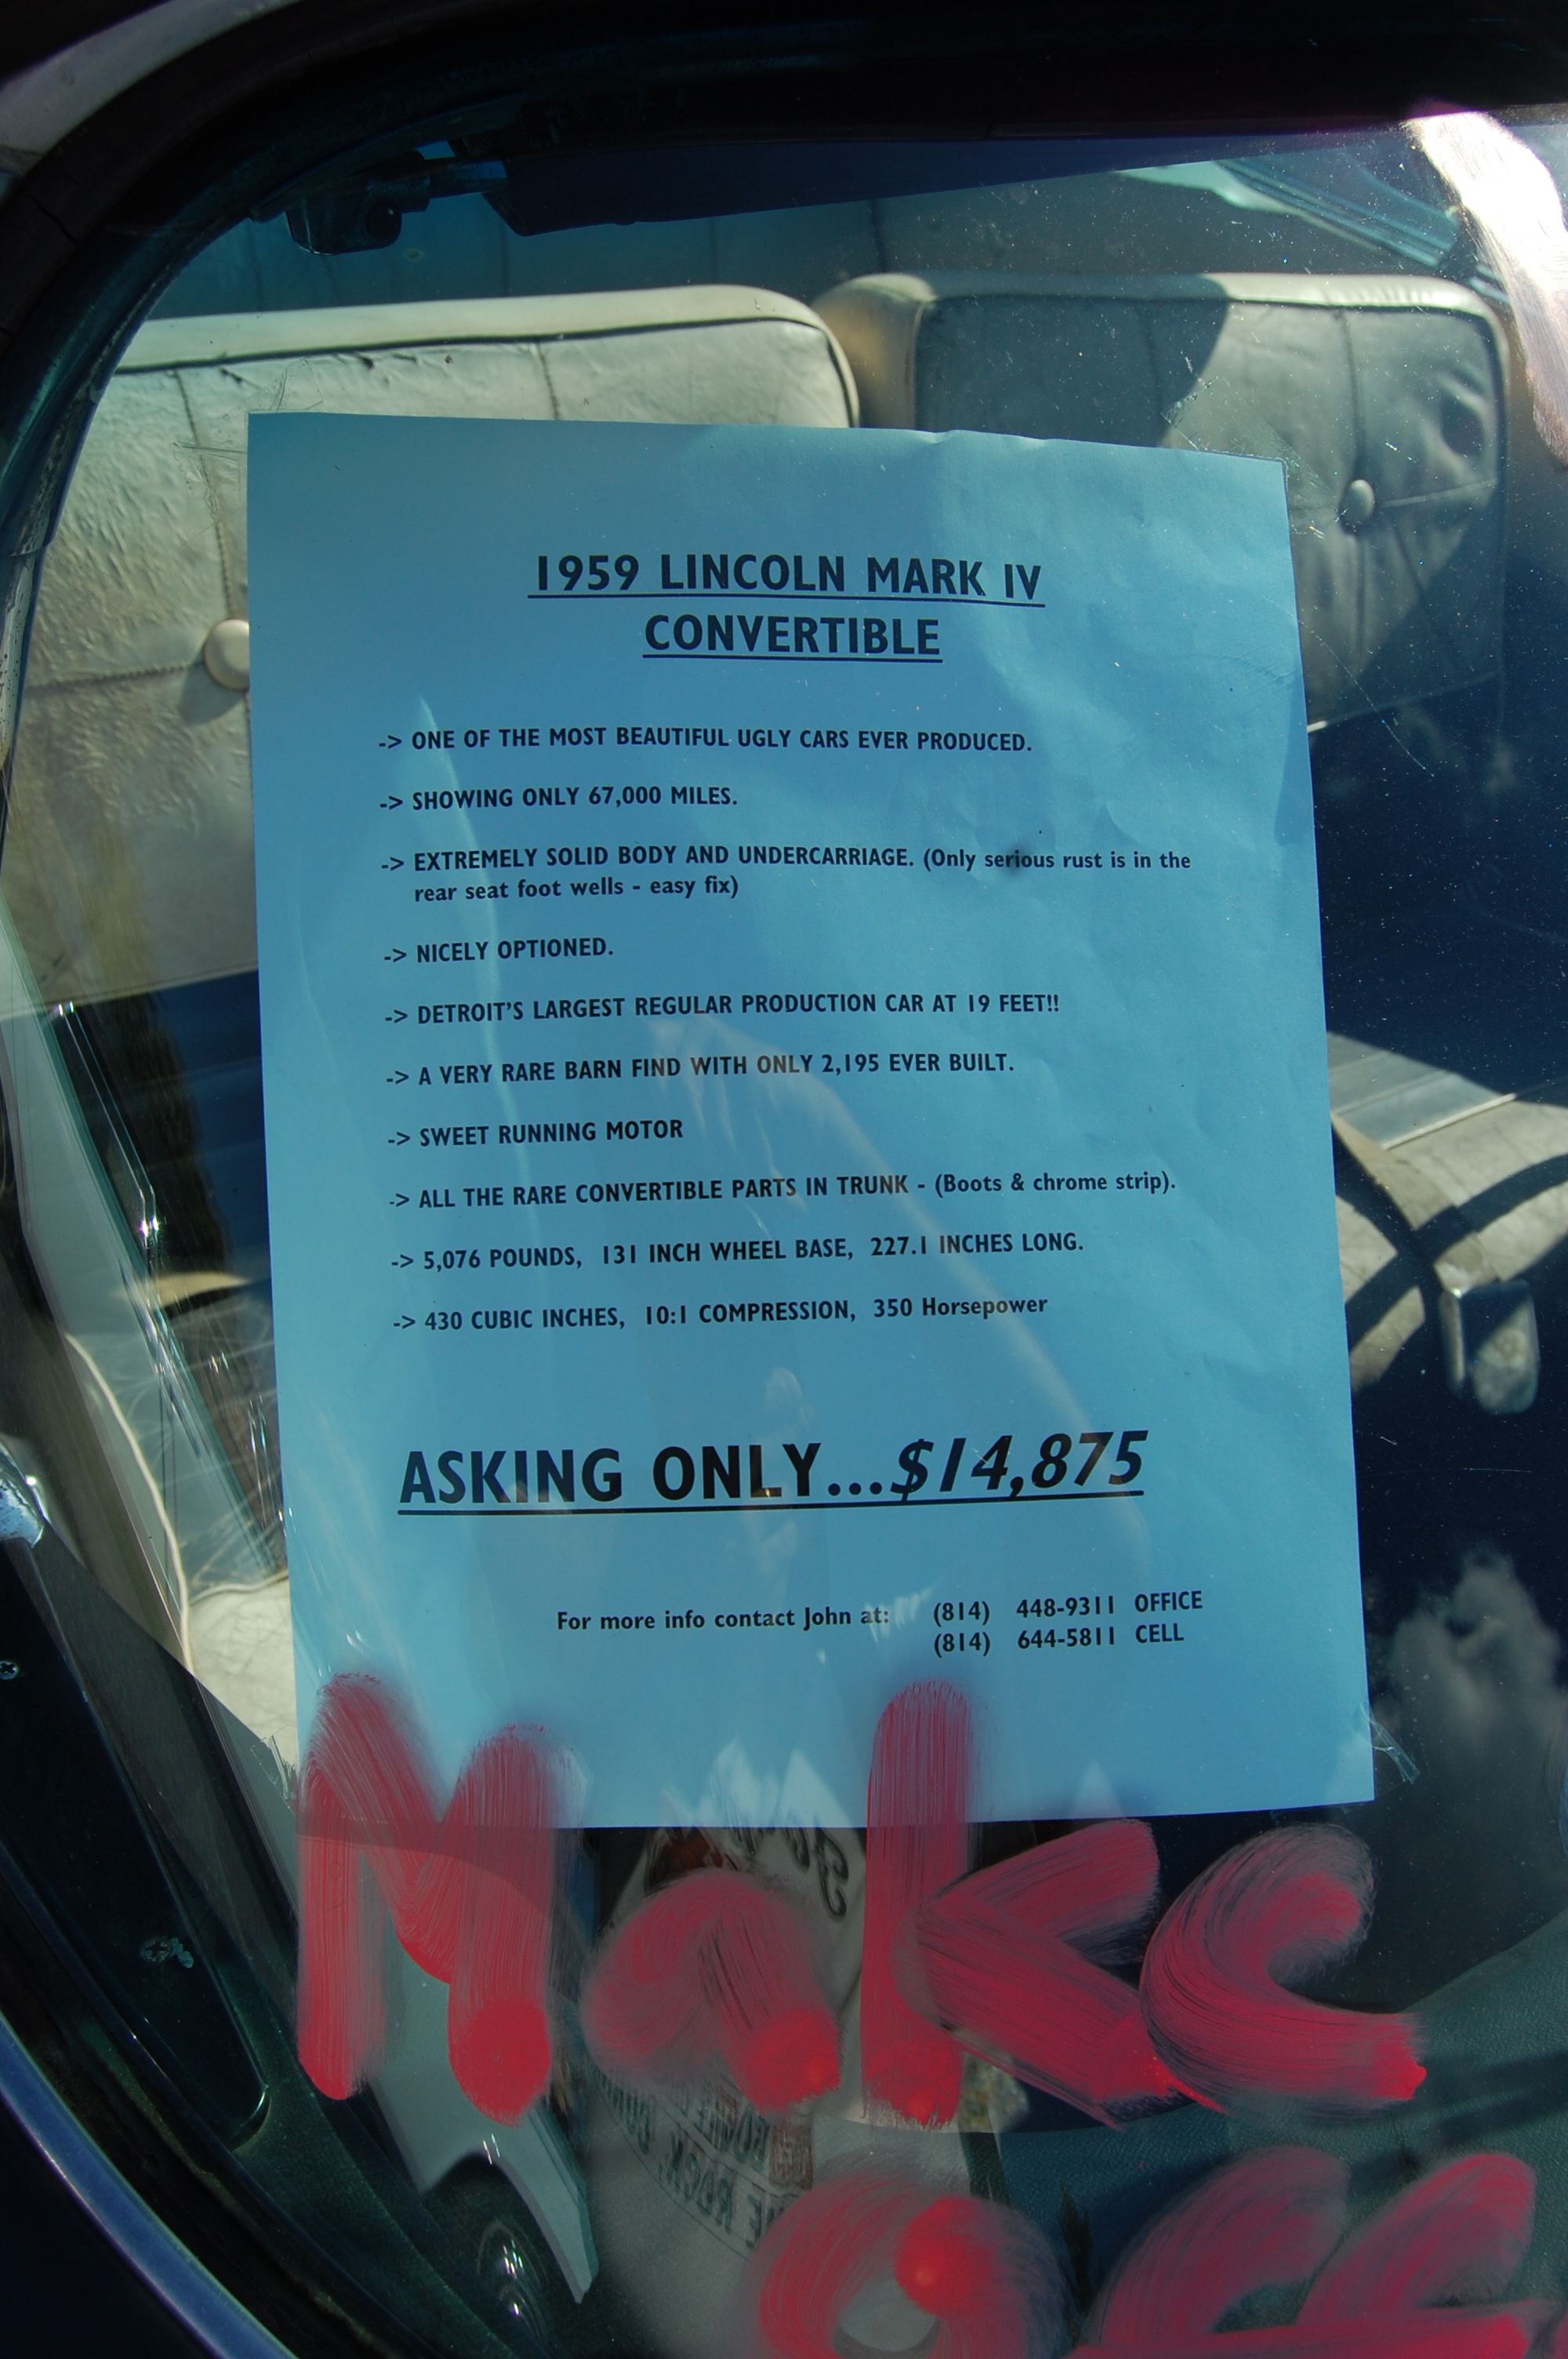 1959 LINCOLN MARK IV
CONVERTIBLE
-> ONE OF THE MOST BEAUTIFUL UGLY CARS EVER PRODUCED.
-> SHOWING ONLY 67,000 MILES.
-> EXTREMELY SOLID BODY AND UNDERCARRIAGE. (Only serious rust is in the
rear seat foot wells - easy fix)
-> NICELY OPTIONED.
-> DETROIT'S LARGEST REGULAR PRODUCTION CAR AT 19 FEET!!
-> A VERY RARE BARN FIND WITH ONLY 2,195 EVER BUILT.
-> SWEET RUNNING MOTOR
-> ALL THE RARE CONVERTIBLE PARTS IN TRUNK - (Boots & chrome strip).
-> 5,076 POUNDS, 131 INCH WHEEL BASE, 227.1 INCHES LONG.
-> 430 CUBIC INCHES, 10:1 COMPRESSION, 350 Horsepower
ASKING ONLY...$14,875
For more info contact John at: (814) 448-9311 OFFICE
(814) 644-5811 CELL
Make